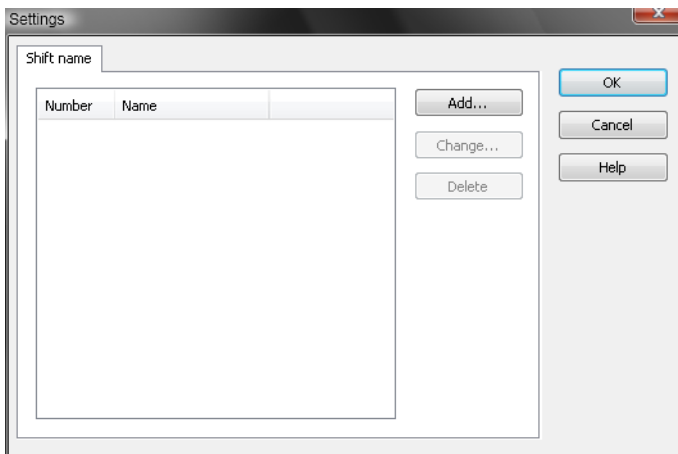 Settings
Shift name
Number Name
Add...
Change...
Delete
OK
Cancel
Help